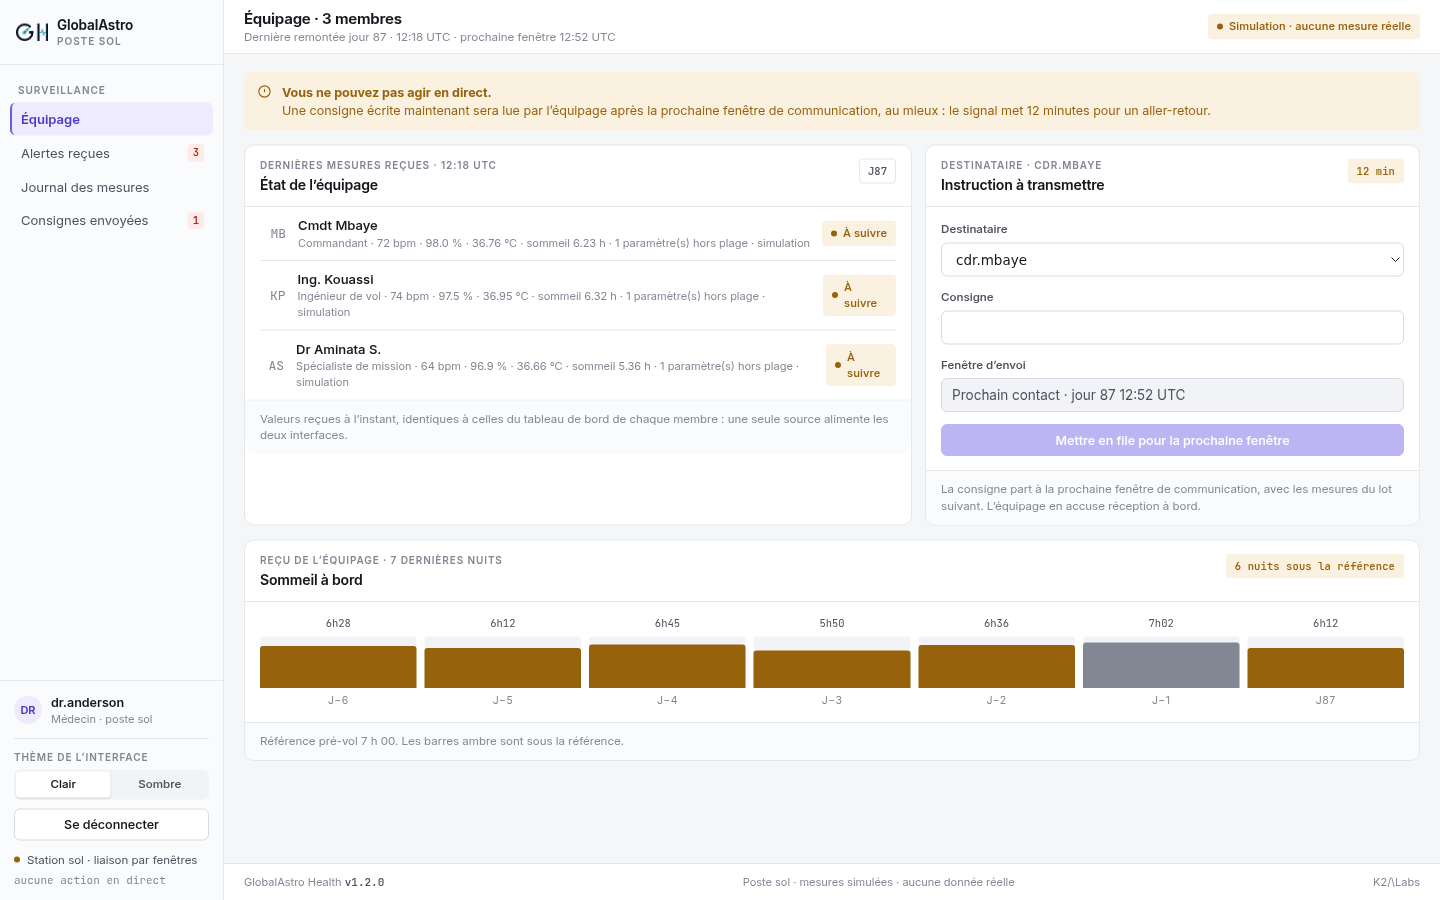 GlobalAstro
POSTE SOL
SURVEILLANCE
Équipage
Alertes reçues 3
Journal des mesures
Consignes envoyées 1
DR
dr.anderson
Médecin · poste sol
THÈME DE L’INTERFACE
Clair Sombre
Se déconnecter
Station sol · liaison par fenêtres
aucune action en direct
Équipage · 3 membres
Dernière remontée jour 87 · 12:18 UTC · prochaine fenêtre 12:52 UTC
Simulation · aucune mesure réelle
Vous ne pouvez pas agir en direct.
Une consigne écrite maintenant sera lue par l’équipage après la prochaine fenêtre de communication, au mieux : le signal met 12 minutes pour un aller-retour.
DERNIÈRES MESURES REÇUES · 12:18 UTC
État de l’équipage
J87
MB
Cmdt Mbaye
Commandant · 72 bpm · 98.0 % · 36.76 °C · sommeil 6.23 h · 1 paramètre(s) hors plage · simulation
À suivre
KP
Ing. Kouassi
Ingénieur de vol · 74 bpm · 97.5 % · 36.95 °C · sommeil 6.32 h · 1 paramètre(s) hors plage ·
simulation
À
suivre
AS
Dr Aminata S.
Spécialiste de mission · 64 bpm · 96.9 % · 36.66 °C · sommeil 5.36 h · 1 paramètre(s) hors plage ·
simulation
À
suivre
Valeurs reçues à l’instant, identiques à celles du tableau de bord de chaque membre : une seule source alimente les
deux interfaces.
DESTINATAIRE · CDR.MBAYE
Instruction à transmettre
12 min
Destinataire
cdr.mbaye
Consigne
Fenêtre d’envoi
Prochain contact · jour 87 12:52 UTC
Mettre en file pour la prochaine fenêtre
La consigne part à la prochaine fenêtre de communication, avec les mesures du lot
suivant. L’équipage en accuse réception à bord.
REÇU DE L’ÉQUIPAGE · 7 DERNIÈRES NUITS
Sommeil à bord
6 nuits sous la référence
6h28 6h12 6h45 5h50 6h36 7h02 6h12
J−6 J−5 J−4 J−3 J−2 J−1 J87
Référence pré-vol 7 h 00. Les barres ambre sont sous la référence.
GlobalAstro Health v1.2.0
Poste sol · mesures simulées · aucune donnée réelle
K2/\Labs